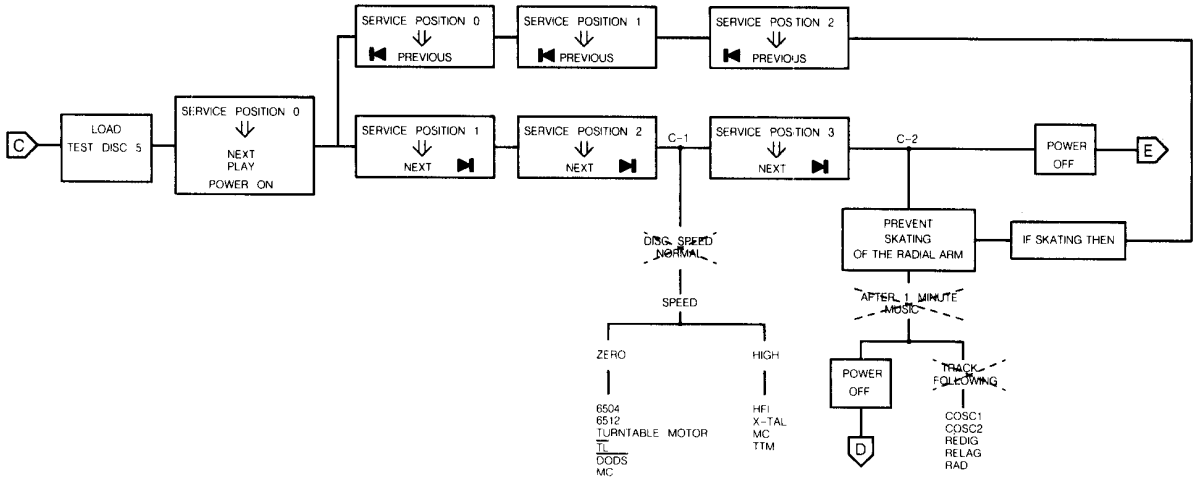 SERVICE POSITION 0
PREVIOUS
SERVICE POSITION 1
PREVIOUS
SERVICE POSITION 2
PREVIOUS
C
LOAD
TEST DISC 5
SERVICE POSITION 0
NEXT
PLAY
POWER ON
SERVICE POSITION 1
NEXT
SERVICE POSITION 2
NEXT
C-1
SERVICE POSITION 3
NEXT
C-2
POWER
OFF
E
DISC SPEED
NORMAL
SPEED
ZERO
6504
6512
TURNTABLE MOTOR
TL
DODS
MC
HIGH
HFI
X-TAL
MC
TTM
PREVENT
SKATING
OF THE RADIAL ARM
IF SKATING THEN
AFTER 1 MINUTE
MUSIC
POWER
OFF
D
TRACK
FOLLOWING
COSC1
COSC2
REDIG
RELAG
RAD